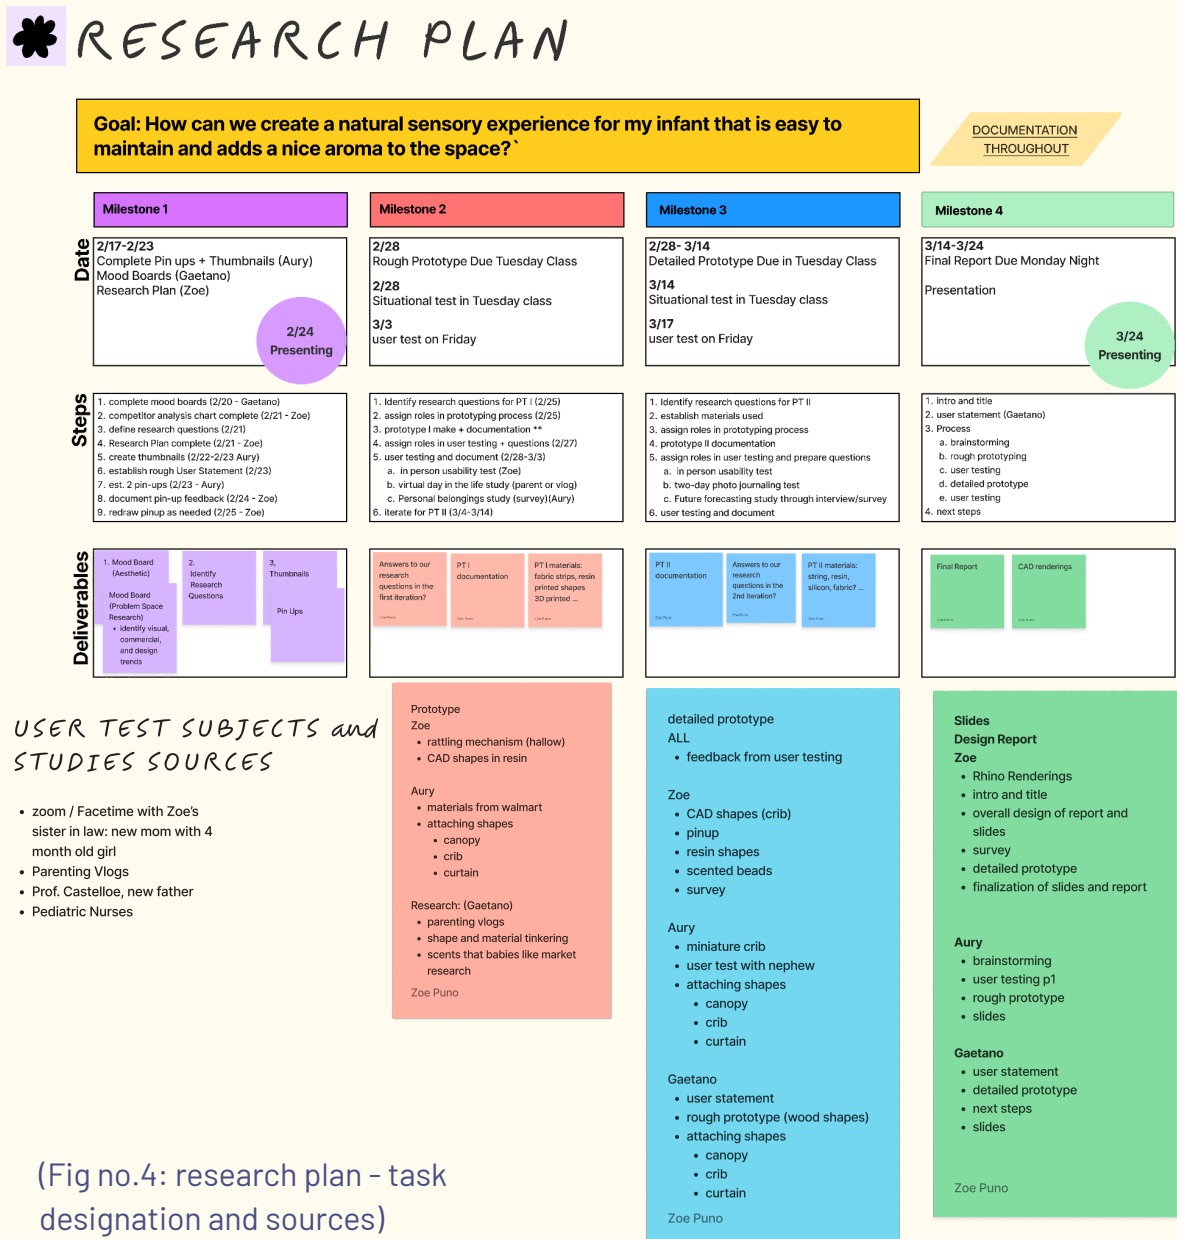 RESEARCH PLAN
Goal: How can we create a natural sensory experience for my infant that is easy to
maintain and adds a nice aroma to the space?`
DOCUMENTATION
THROUGHOUT
Milestone 1
Milestone 2
Milestone 3
Milestone 4
Date
2/17-2/23
Complete Pin ups + Thumbnails (Aury)
Mood Boards (Gaetano)
Research Plan (Zoe)
2/24
Presenting
2/28
Rough Prototype Due Tuesday Class
2/28
Situational test in Tuesday class
3/3
user test on Friday
2/28- 3/14
Detailed Prototype Due in Tuesday Class
3/14
Situational test in Tuesday class
3/17
user test on Friday
3/14-3/24
Final Report Due Monday Night
Presentation
3/24
Presenting
Steps
1. complete mood boards (2/20 - Gaetano)
2. competitor analysis chart complete (2/21 - Zoe)
3. define research questions (2/21)
4. Research Plan complete (2/21 - Zoe)
5. create thumbnails (2/22-2/23 Aury)
6. establish rough User Statement (2/23)
7. est. 2 pin-ups (2/23 - Aury)
8. document pin-up feedback (2/24 - Zoe)
9. redraw pinup as needed (2/25 - Zoe)
1. Identify research questions for PT I (2/25)
2. assign roles in prototyping process (2/25)
3. prototype I make + documentation **
4. assign roles in user testing + questions (2/27)
5. user testing and document (2/28-3/3)
a. in person usability test (Zoe)
b. virtual day in the life study (parent or vlog)
c. Personal belongings study (survey)(Aury)
6. iterate for PT II (3/4-3/14)
1. Identify research questions for PT II
2. establish materials used
3. assign roles in prototyping process
4. prototype II documentation
5. assign roles in user testing and prepare questions
a. in person usability test
b. two-day photo journaling test
c. Future forecasting study through interview/survey
6. user testing and document
1. intro and title
2. user statement (Gaetano)
3. Process
a. brainstorming
b. rough prototyping
c. user testing
d. detailed prototype
e. user testing
4. next steps
Deliverables
1. Mood Board
(Aesthetic)
Mood Board
(Problem Space
Research)
• identify visual,
commercial,
and design
trends
2.
Identify
Research
Questions
3,
Thumbnails
Pin Ups
Answers to our
research
questions in the
first iteration?
Zoe Puno
PT I
documentation
Zoe Puno
PT I materials:
fabric strips, resin
printed shapes
3D printed ...
Zoe Puno
PT II
documentation
Zoe Puno
Answers to our
research
questions in the
2nd iteration?
Zoe Puno
PT II materials:
string, resin,
silicon, fabric? ...
Zoe Puno
Final Report
Zoe Puno
CAD renderings
Zoe Puno
USER TEST SUBJECTS and
STUDIES SOURCES
• zoom / Facetime with Zoe's
sister in law: new mom with 4
month old girl
• Parenting Vlogs
• Prof. Castelloe, new father
• Pediatric Nurses
Prototype
Zoe
• rattling mechanism (hallow)
• CAD shapes in resin
Aury
• materials from walmart
• attaching shapes
• canopy
• crib
• curtain
Research: (Gaetano)
• parenting vlogs
• shape and material tinkering
• scents that babies like market
research
Zoe Puno
detailed prototype
ALL
• feedback from user testing
Zoe
• CAD shapes (crib)
• pinup
• resin shapes
• scented beads
• survey
Aury
• miniature crib
• user test with nephew
• attaching shapes
• canopy
• crib
• curtain
Gaetano
• user statement
• rough prototype (wood shapes)
• attaching shapes
• canopy
• crib
• curtain
Zoe Puno
Slides
Design Report
Zoe
• Rhino Renderings
• intro and title
• overall design of report and
slides
• survey
• detailed prototype
• finalization of slides and report
Aury
• brainstorming
• user testing p1
• rough prototype
• slides
Gaetano
• user statement
• detailed prototype
• next steps
• slides
Zoe Puno
(Fig no.4: research plan - task
designation and sources)